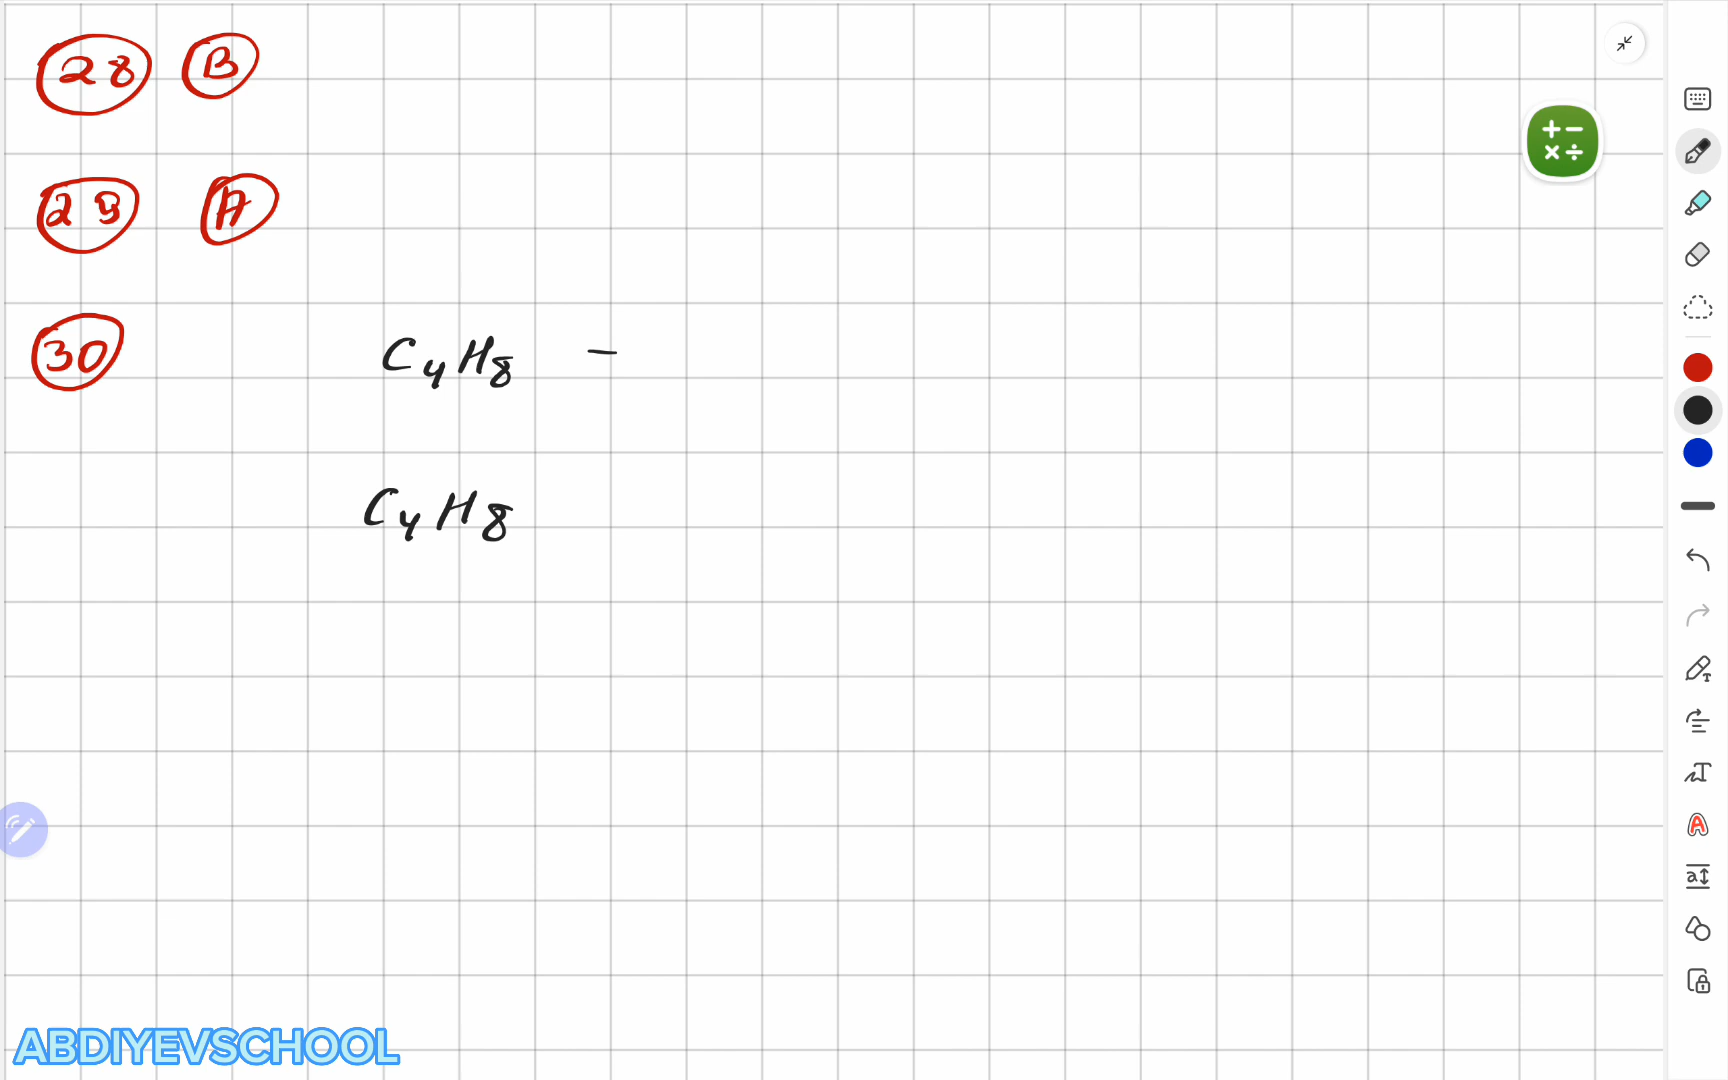 28 B
29 A
30 C₄H₈ –
C₄H₈
ABDIYEVSCHOOL